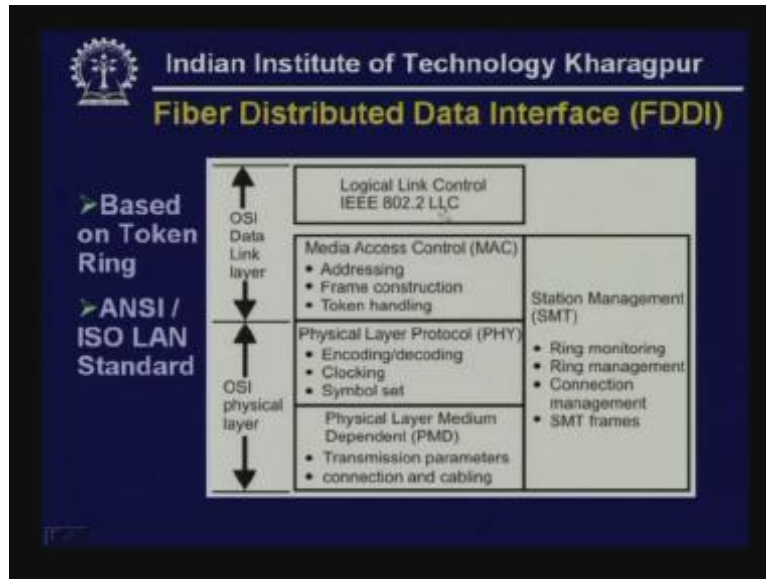 Indian Institute of Technology Kharagpur
Fiber Distributed Data Interface (FDDI)
➢Based
on Token
Ring
➢ANSI /
ISO LAN
Standard
OSI
Data
Link
layer
OSI
physical
layer
Logical Link Control
IEEE 802.2 LLC
Media Access Control (MAC)
• Addressing
• Frame construction
• Token handling
Physical Layer Protocol (PHY)
• Encoding/decoding
• Clocking
• Symbol set
Physical Layer Medium
Dependent (PMD)
• Transmission parameters
• connection and cabling
Station Management
(SMT)
• Ring monitoring
• Ring management
• Connection
management
• SMT frames